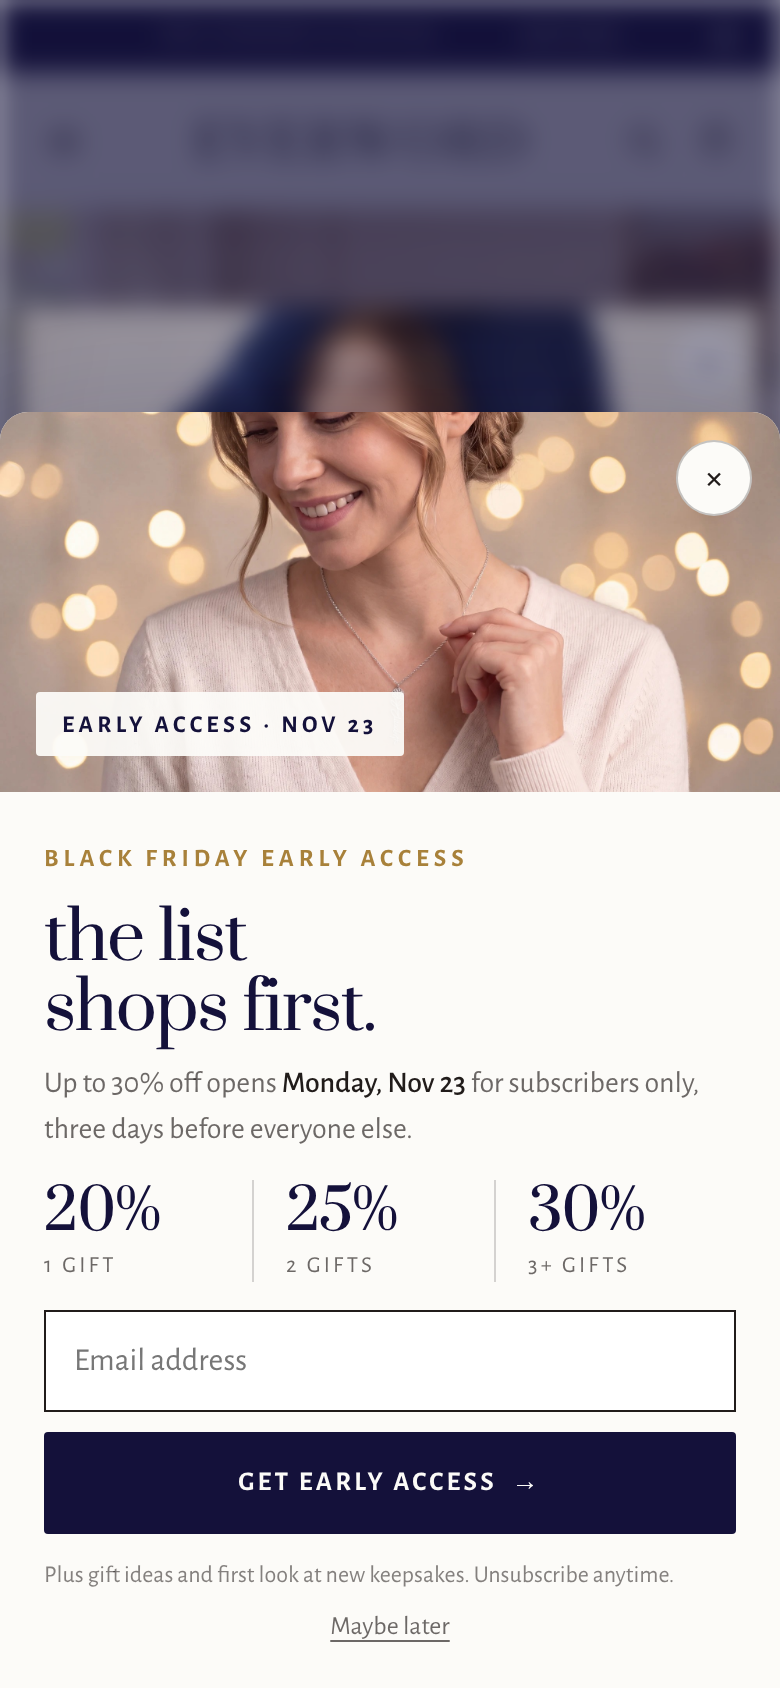 EARLY ACCESS · NOV 23
BLACK FRIDAY EARLY ACCESS
the list
shops first.
Up to 30% off opens Monday, Nov 23 for subscribers only,
three days before everyone else.
20% 25% 30%
1 GIFT 2 GIFTS 3+ GIFTS
Email address
GET EARLY ACCESS →
Plus gift ideas and first look at new keepsakes. Unsubscribe anytime.
Maybe later